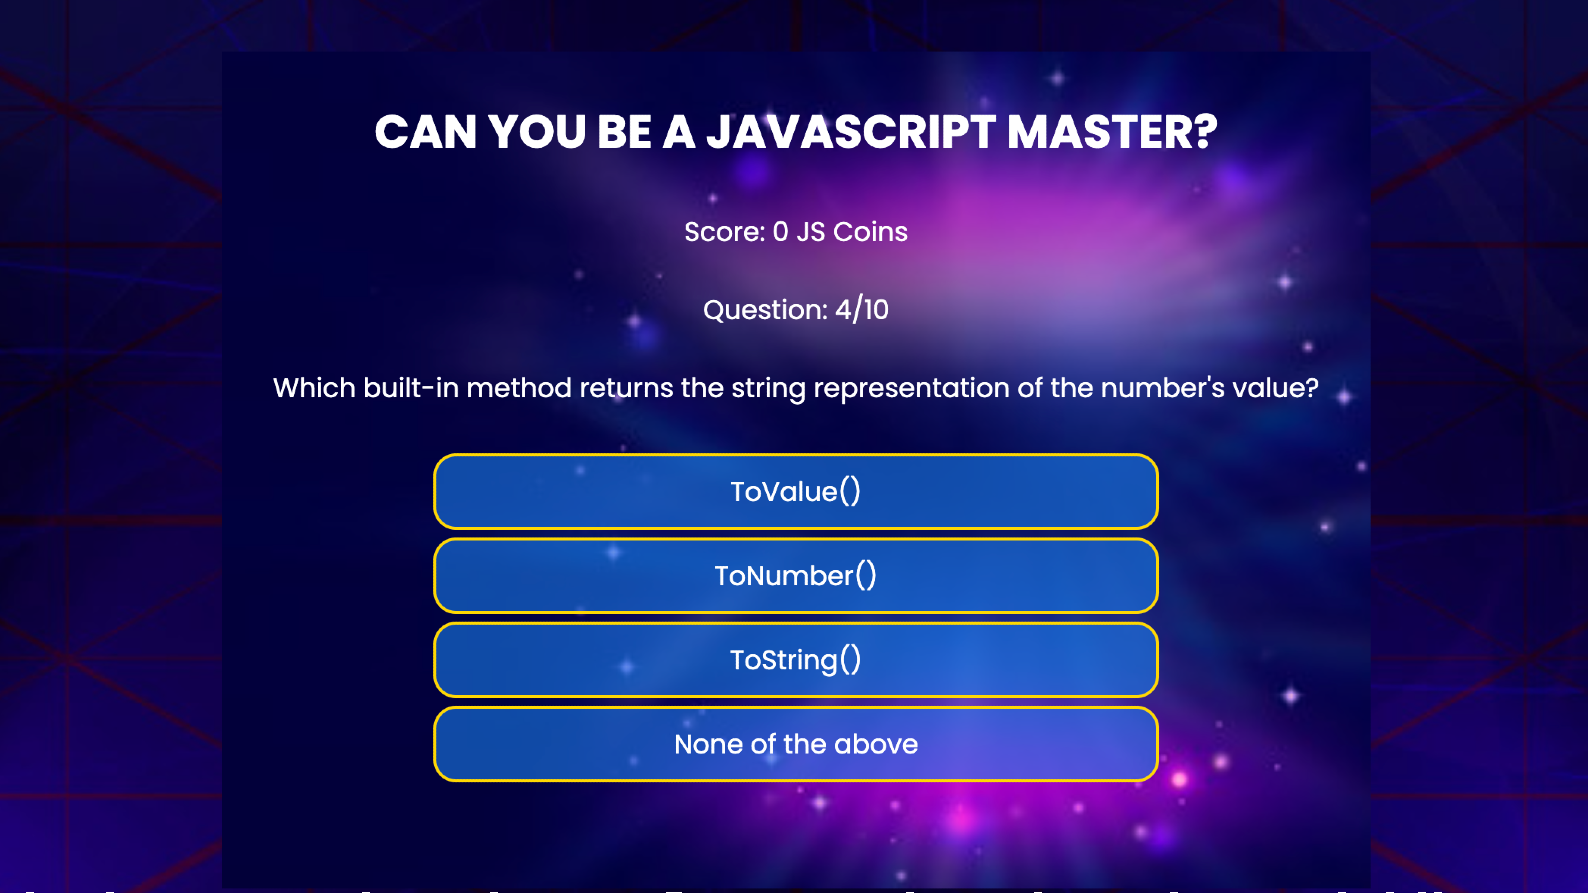 CAN YOU BE A JAVASCRIPT MASTER?
Score: 0 JS Coins
Question: 4/10
Which built-in method returns the string representation of the number's value?
ToValue()
ToNumber()
ToString()
None of the above